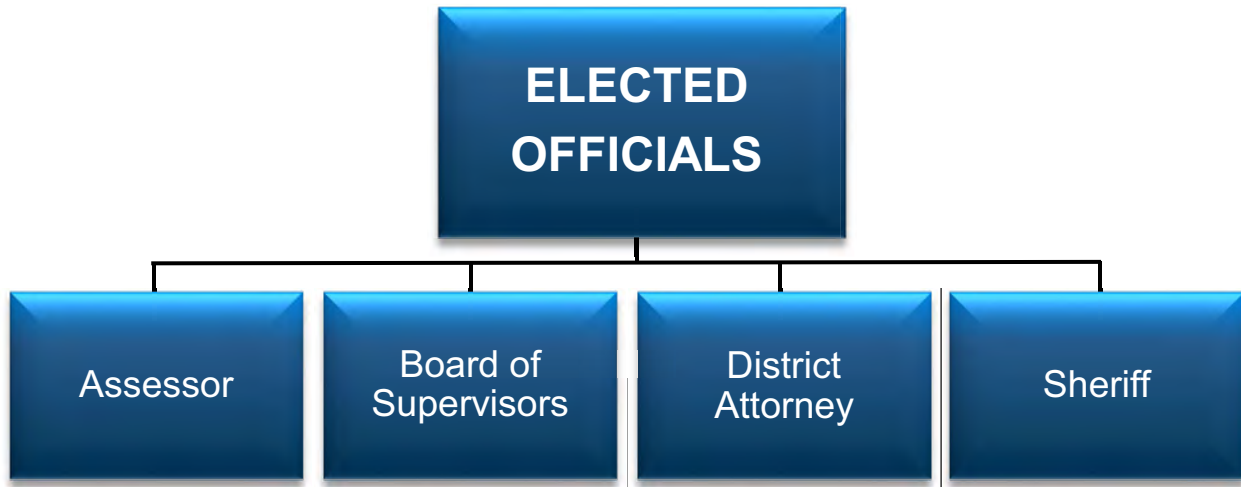 ELECTED
OFFICIALS
Assessor
Board of
Supervisors
District
Attorney
Sheriff